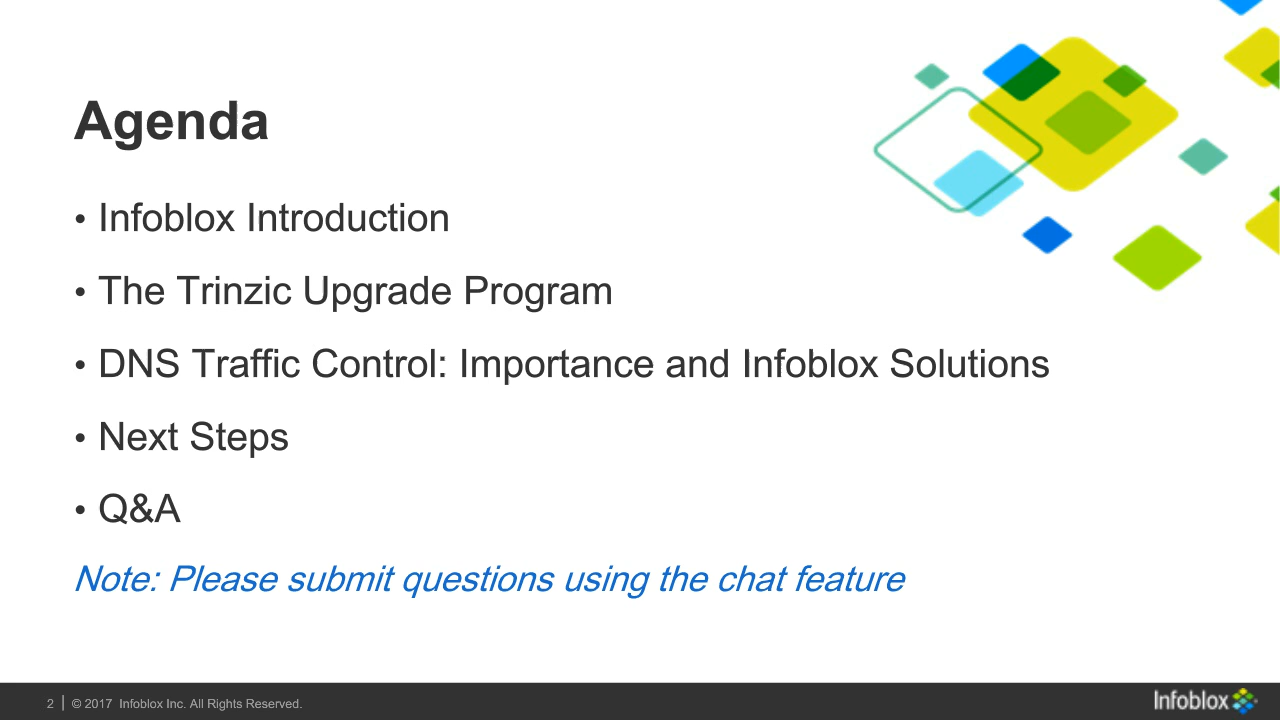 Agenda
• Infoblox Introduction
• The Trinzic Upgrade Program
• DNS Traffic Control: Importance and Infoblox Solutions
• Next Steps
• Q&A
Note: Please submit questions using the chat feature
2 | © 2017 Infoblox Inc. All Rights Reserved.
Infoblox